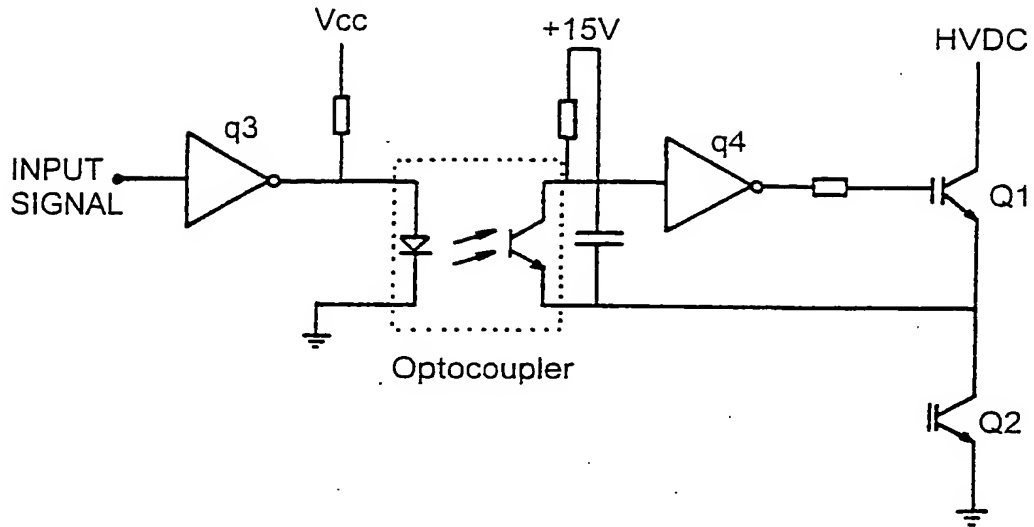 Vcc
+15V
HVDC
q3
q4
INPUT
SIGNAL
Q1
Optocoupler
Q2